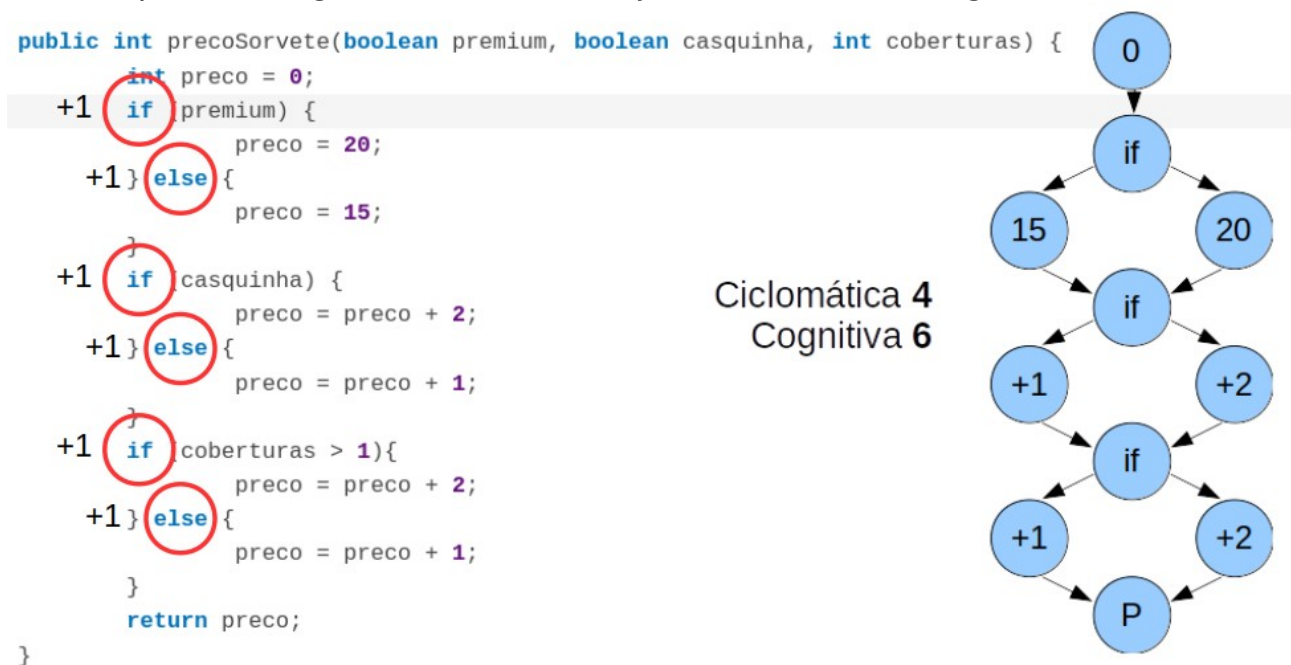 public int precoSorvete(boolean premium, boolean casquinha, int coberturas) {
int preco = 0;
+1 if (premium) {
preco = 20;
+1 } else {
preco = 15;
}
+1 if (casquinha) {
preco = preco + 2;
+1 } else {
preco = preco + 1;
}
+1 if (coberturas > 1){
preco = preco + 2;
+1 } else {
preco = preco + 1;
}
return preco;
}
Ciclomática 4
Cognitiva 6
0
if
15 20
if
+1 +2
if
+1 +2
P